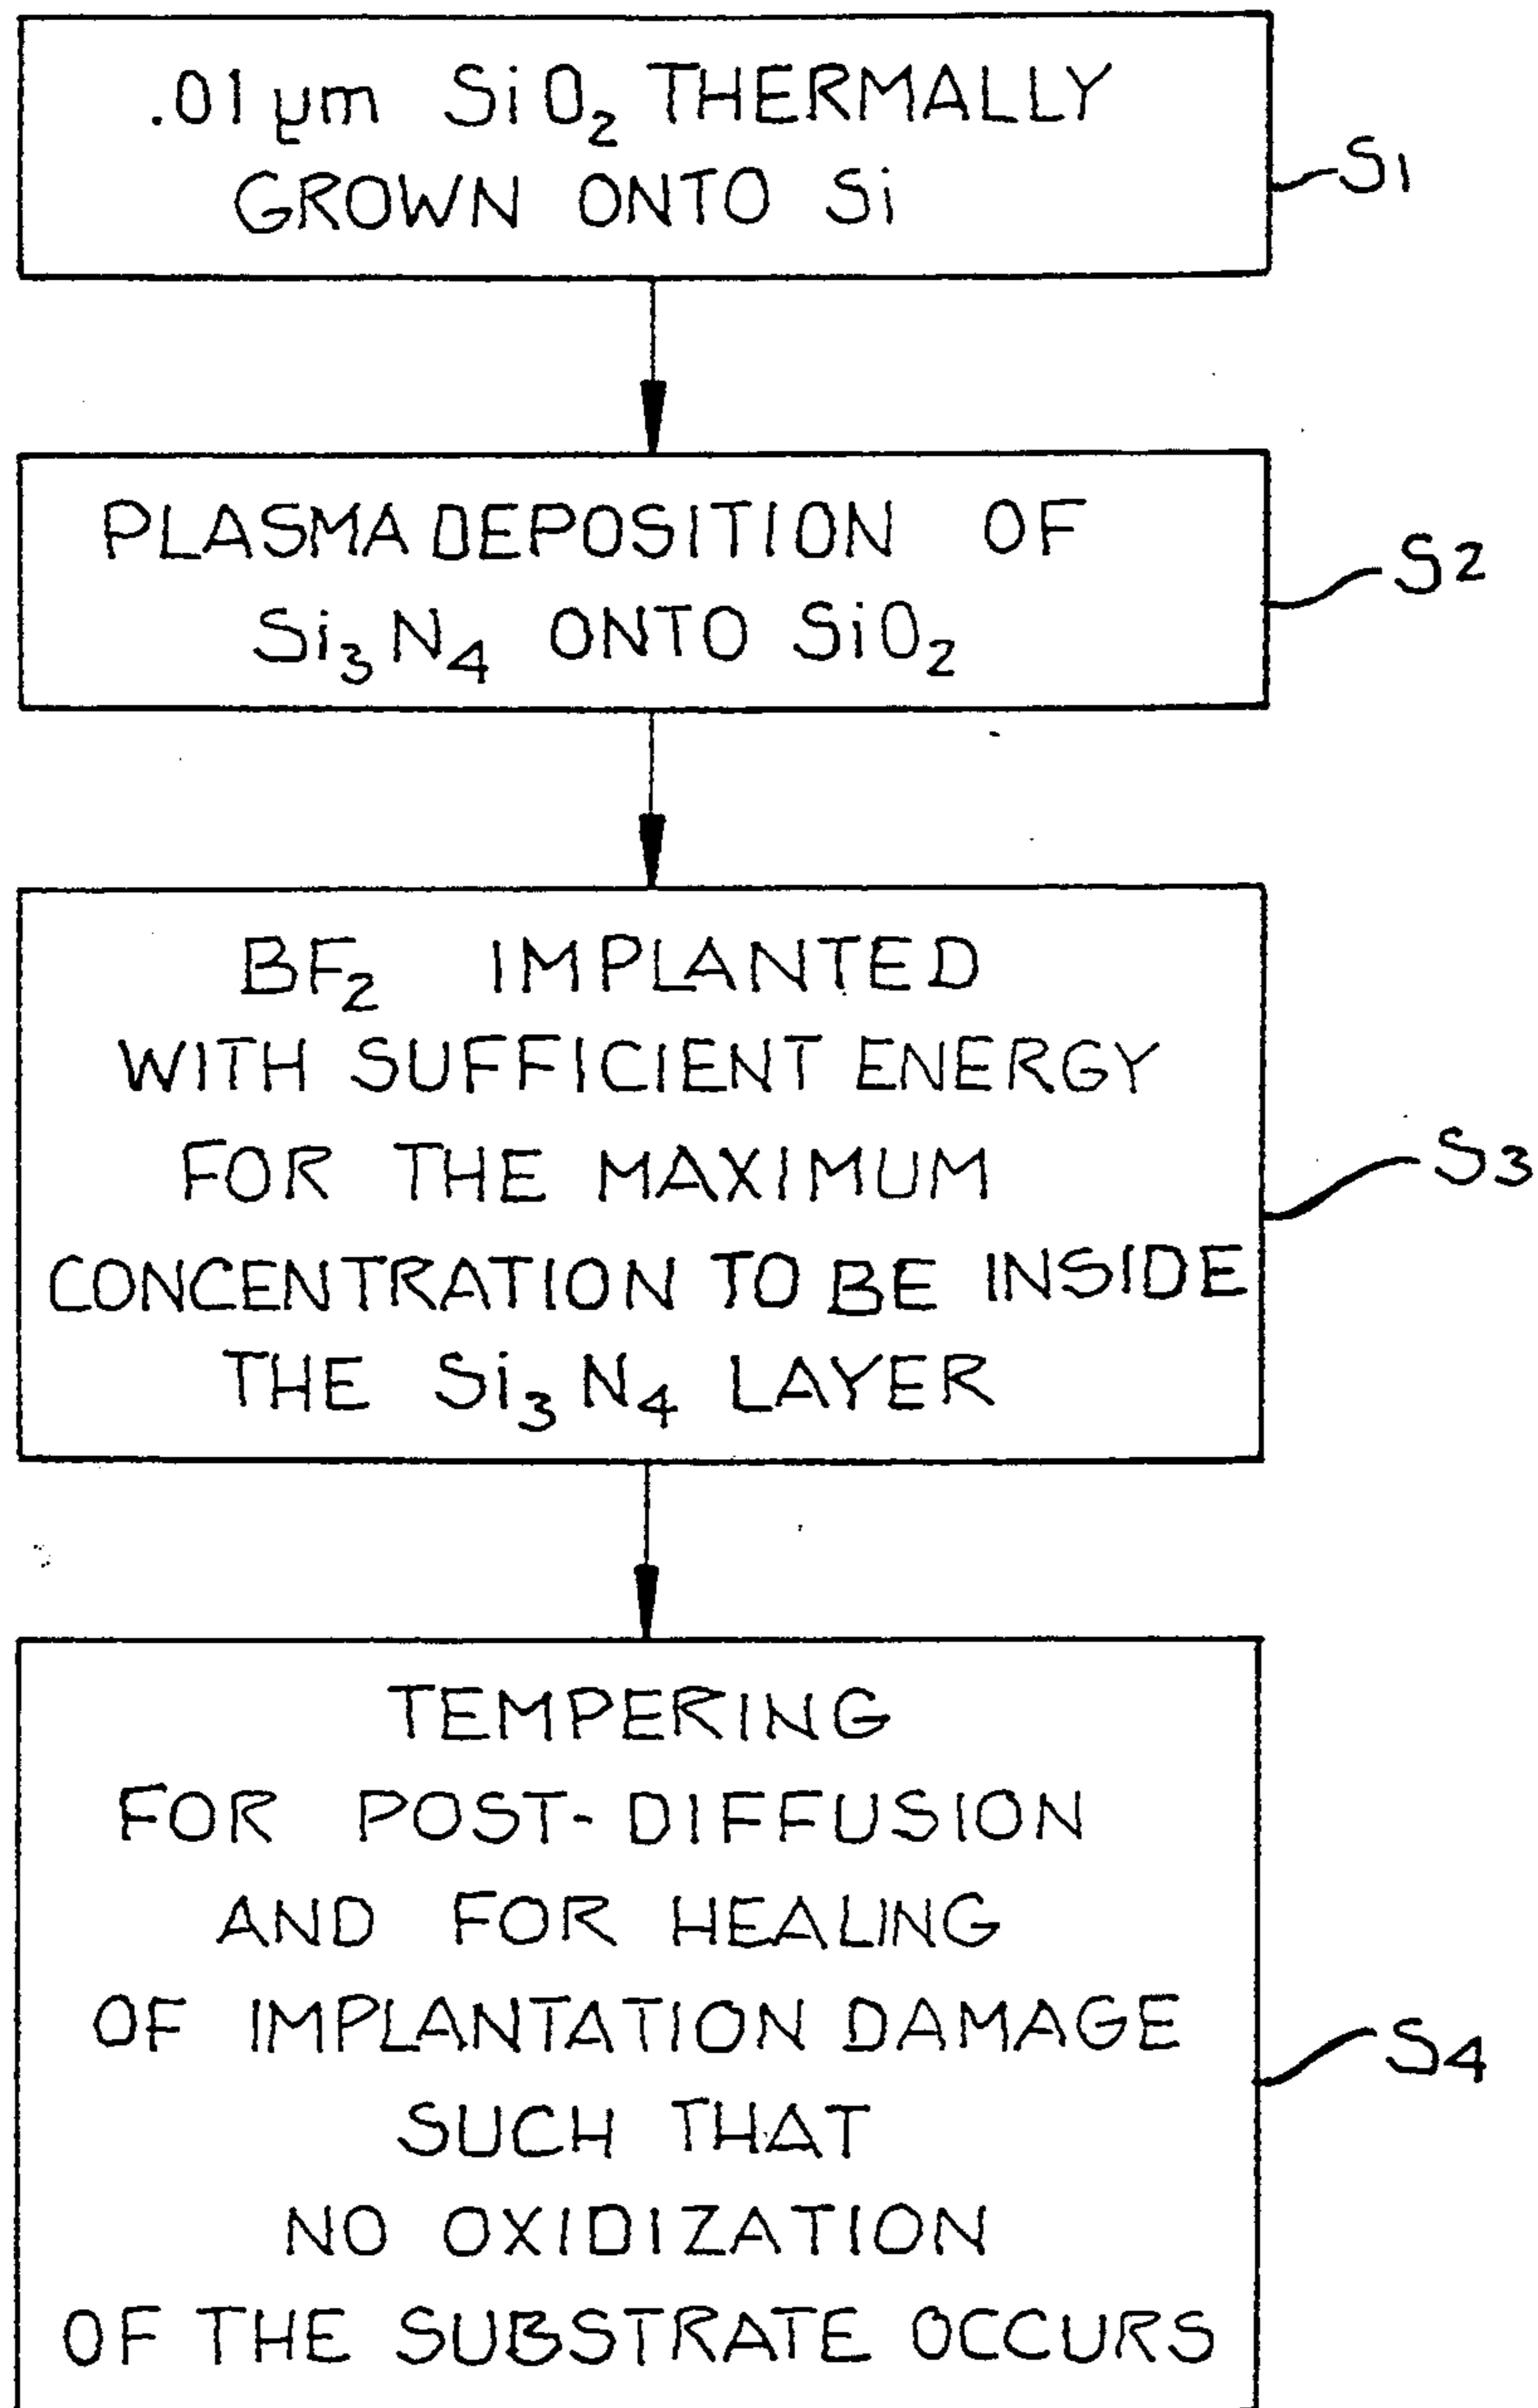 .01 µm SiO₂ THERMALLY
GROWN ONTO Si
S1
PLASMA DEPOSITION OF
Si₃N₄ ONTO SiO₂
S2
BF₂ IMPLANTED
WITH SUFFICIENT ENERGY
FOR THE MAXIMUM
CONCENTRATION TO BE INSIDE
THE Si₃N₄ LAYER
S3
TEMPERING
FOR POST-DIFFUSION
AND FOR HEALING
OF IMPLANTATION DAMAGE
SUCH THAT
NO OXIDIZATION
OF THE SUBSTRATE OCCURS
S4